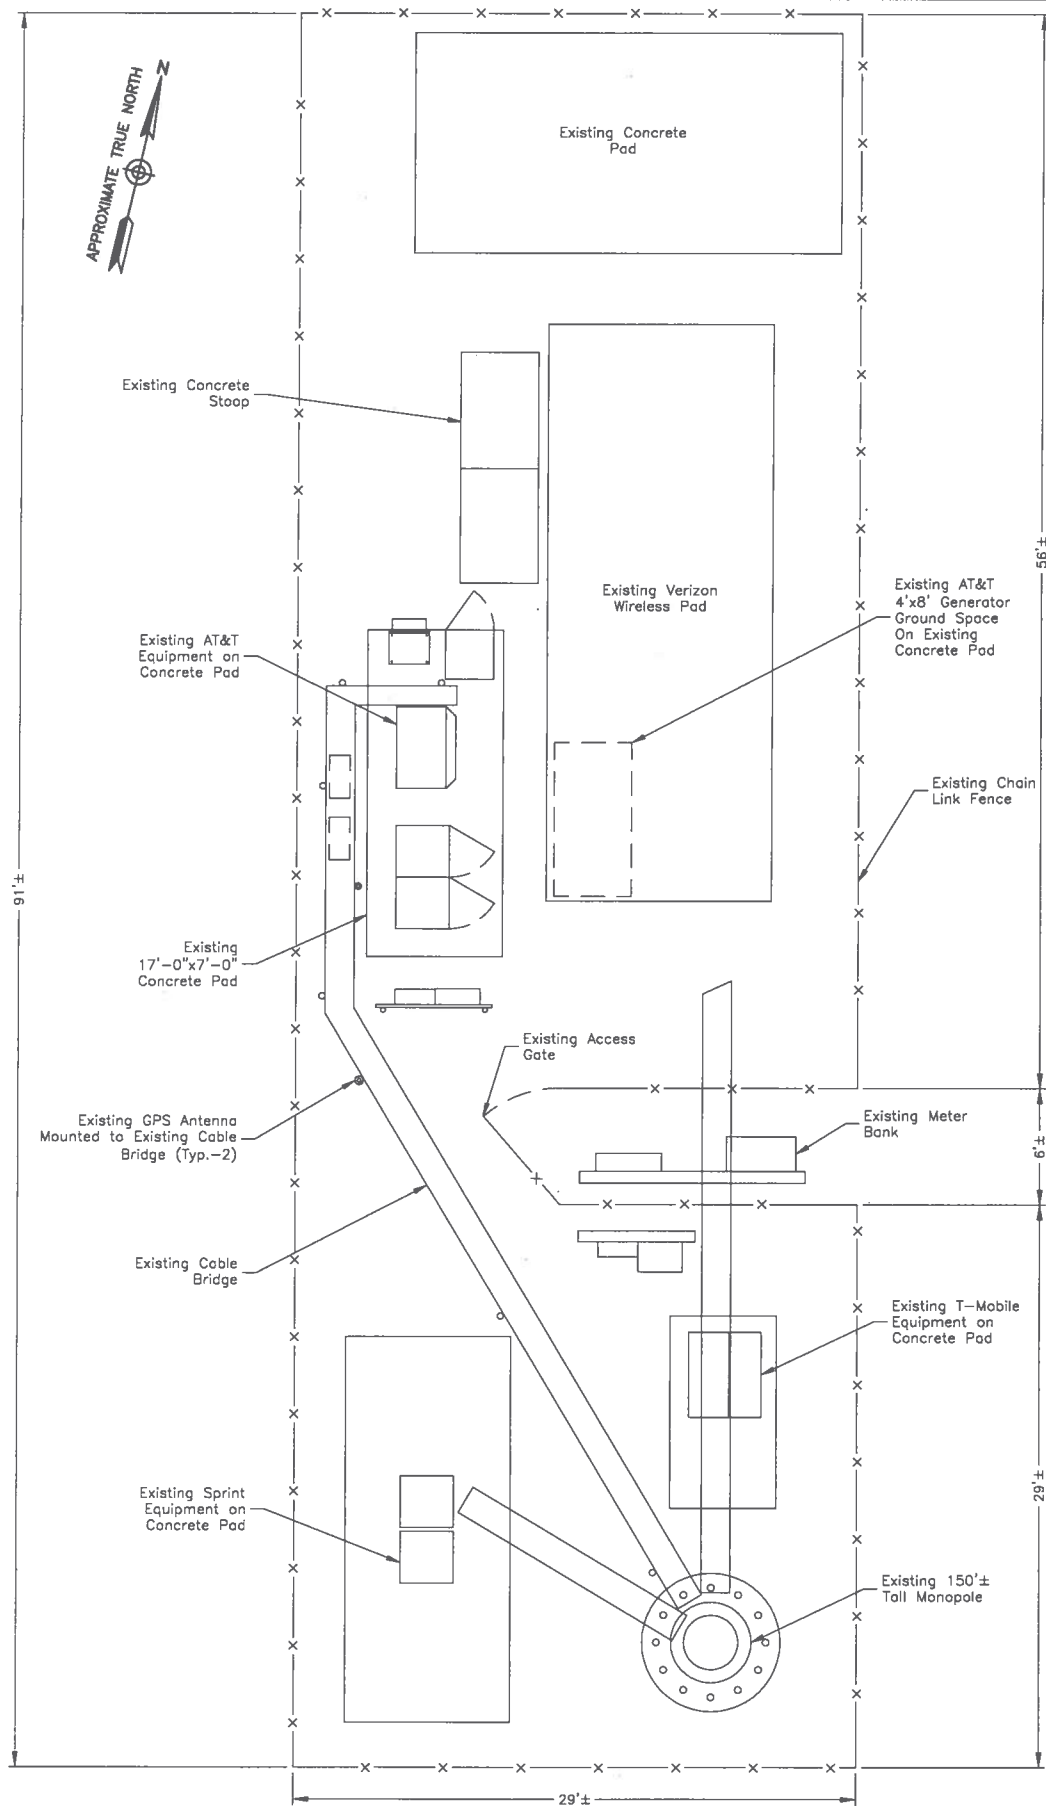 APPROXIMATE TRUE NORTH
N
Existing Concrete
Pad
Existing Concrete
Stoop
Existing Verizon
Wireless Pad
Existing AT&T
4'x8' Generator
Ground Space
On Existing
Concrete Pad
56'±
Existing AT&T
Equipment on
Concrete Pad
Existing Chain
Link Fence
91'±
Existing
17'-0"x7'-0"
Concrete Pad
Existing Access
Gate
Existing GPS Antenna
Mounted to Existing Cable
Bridge (Typ.-2)
Existing Meter
Bank
6'±
Existing Cable
Bridge
Existing T-Mobile
Equipment on
Concrete Pad
Existing Sprint
Equipment on
Concrete Pad
29'±
Existing 150'±
Tall Monopole
29'±